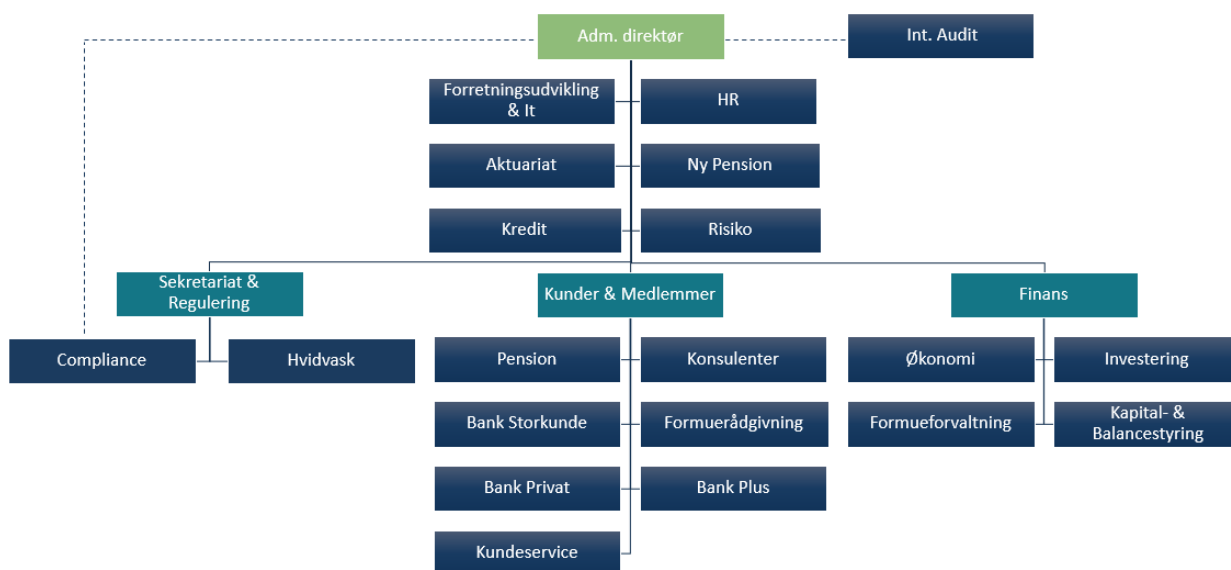 Adm. direktør
Int. Audit
Forretningsudvikling
& It
HR
Aktuariat
Ny Pension
Kredit
Risiko
Sekretariat &
Regulering
Kunder & Medlemmer
Finans
Compliance
Hvidvask
Pension
Konsulenter
Økonomi
Investering
Bank Storkunde
Formuerådgivning
Formueforvaltning
Kapital- &
Balancestyring
Bank Privat
Bank Plus
Kundeservice